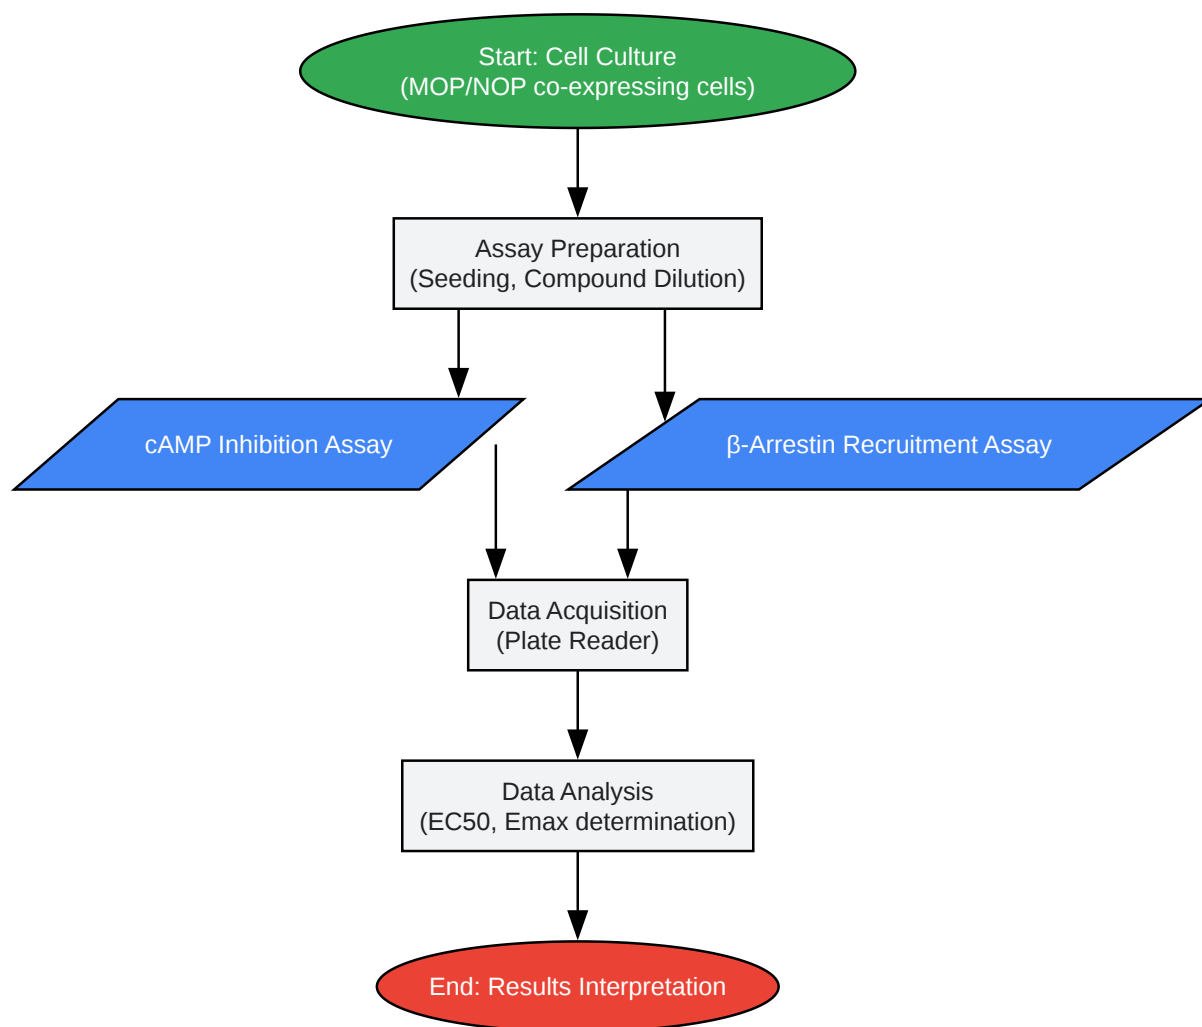 Start: Cell Culture
(MOP/NOP co-expressing cells)
Assay Preparation
(Seeding, Compound Dilution)
cAMP Inhibition Assay
β-Arrestin Recruitment Assay
Data Acquisition
(Plate Reader)
Data Analysis
(EC50, Emax determination)
End: Results Interpretation